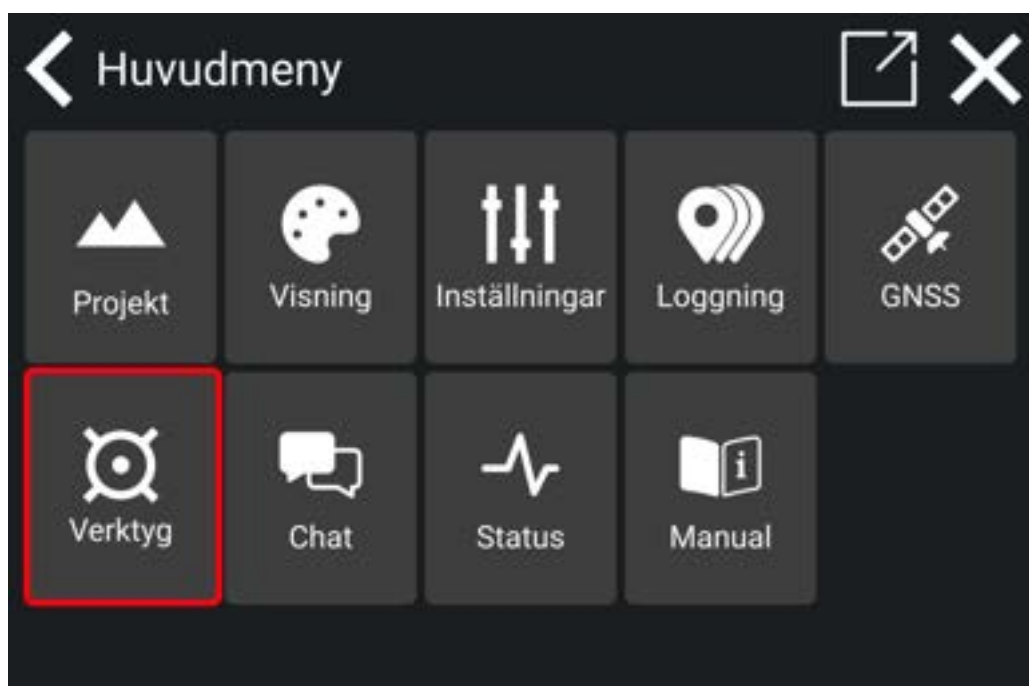 Huvudmeny
Projekt
Visning
Inställningar
Loggning
GNSS
Verktyg
Chat
Status
Manual